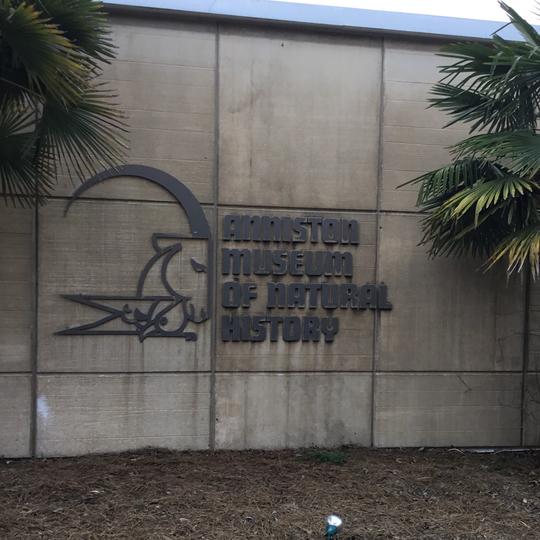 ANNISTON
MUSEUM
OF NATURAL
HISTORY